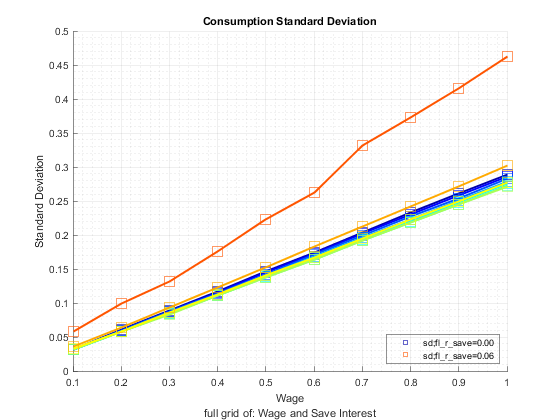 Consumption Standard Deviation
0.5
0.45
0.4
0.35
0.3
0.25
0.2
0.15
0.1
0.05
0
Standard Deviation
sd;fl_r_save=0.00
sd;fl_r_save=0.06
0.1 0.2 0.3 0.4 0.5 0.6 0.7 0.8 0.9 1
Wage
full grid of: Wage and Save Interest